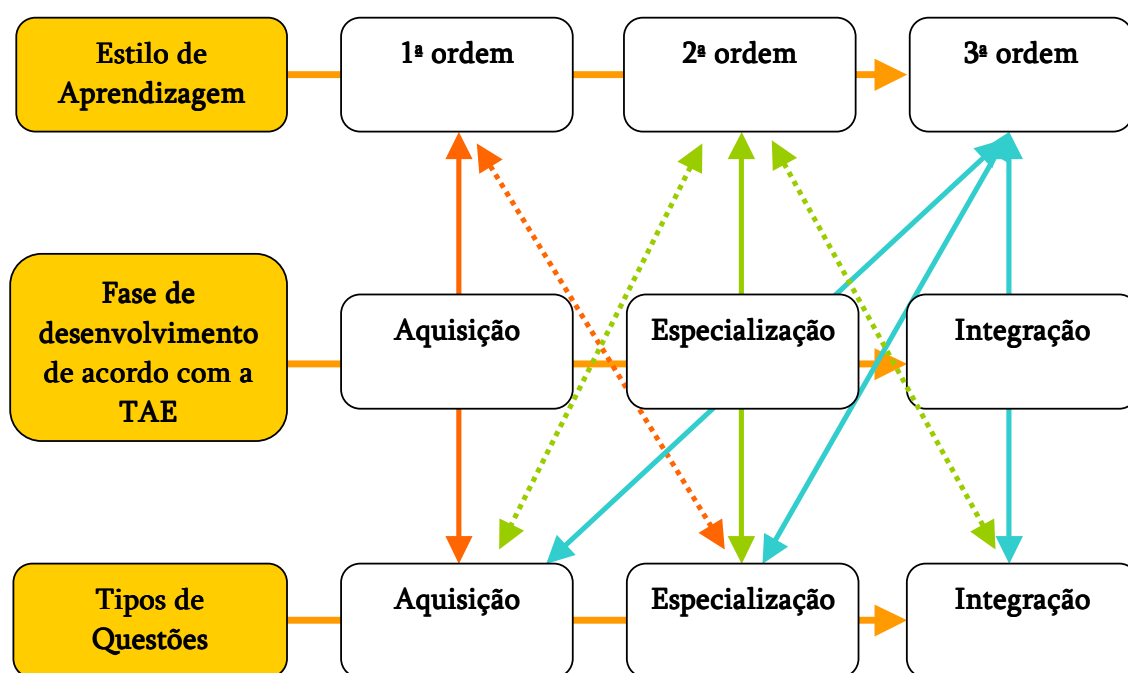 Estilo de
Aprendizagem
1ª ordem
2ª ordem
3ª ordem
Fase de
desenvolvimento
de acordo com a
TAE
Aquisição
Especialização
Integração
Tipos de
Questões
Aquisição
Especialização
Integração